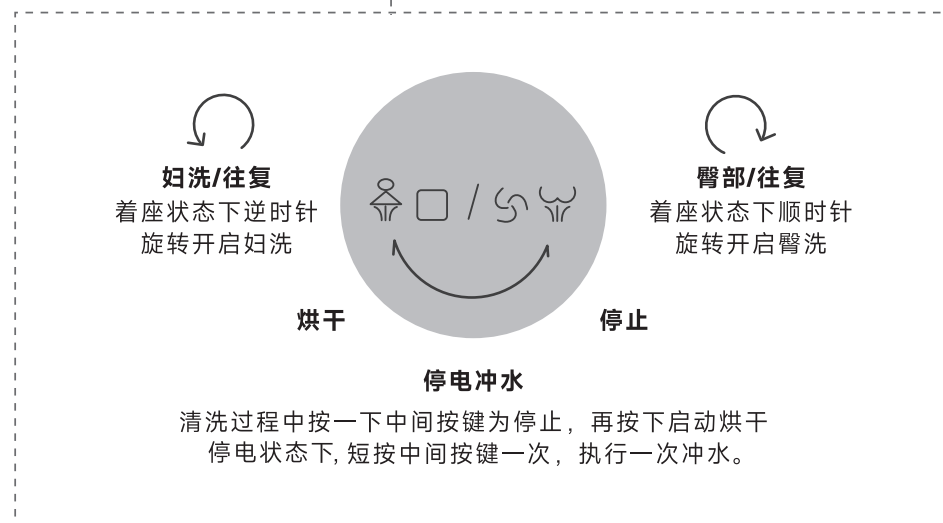 妇洗/往复
着座状态下逆时针
旋转开启妇洗
臀部/往复
着座状态下顺时针
旋转开启臀洗
/
烘干
停止
停电冲水
清洗过程中按一下中间按键为停止，再按下启动烘干
停电状态下,短按中间按键一次，执行一次冲水。